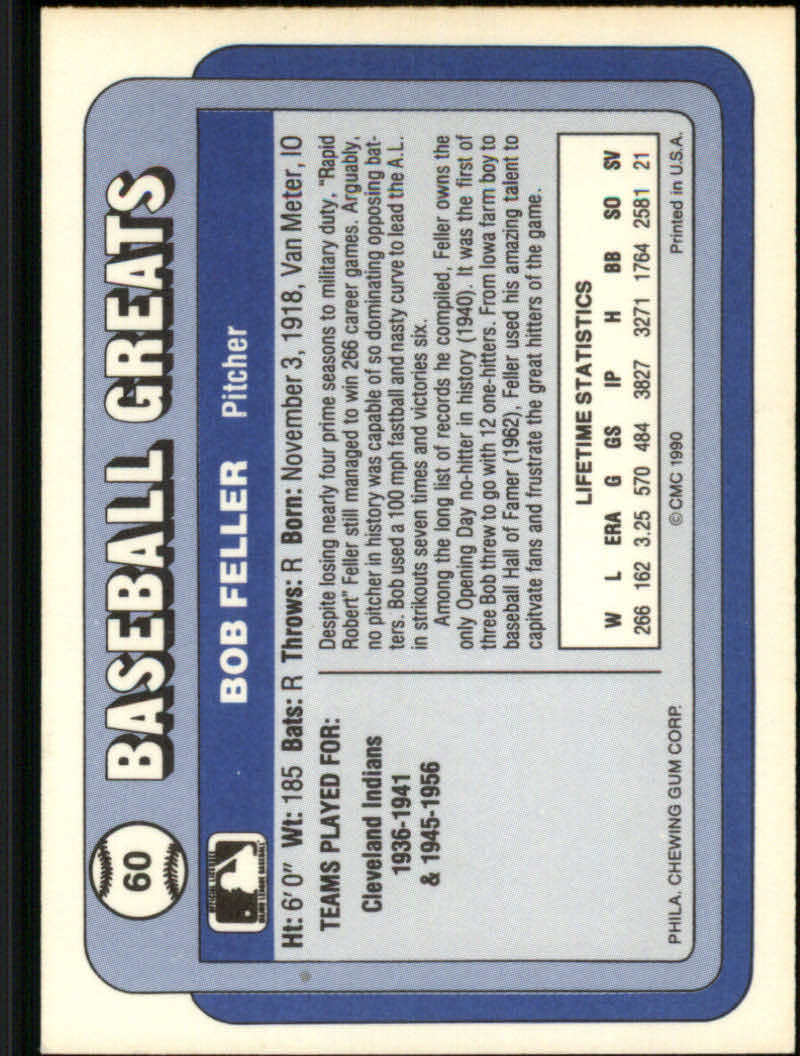 60
BASEBALL GREATS
BOB FELLER Pitcher
Ht: 6'0" Wt: 185 Bats: R Throws: R Born: November 3, 1918, Van Meter, IO
TEAMS PLAYED FOR:
Cleveland Indians
1936-1941
& 1945-1956
Despite losing nearly four prime seasons to military duty, "Rapid
Robert" Feller still managed to win 266 career games. Arguably,
no pitcher in history was capable of so dominating opposing bat-
ters. Bob used a 100 mph fastball and nasty curve to lead the A.L.
in strikouts seven times and victories six.
Among the long list of records he compiled, Feller owns the
only Opening Day no-hitter in history (1940). It was the first of
three Bob threw to go with 12 one-hitters. From Iowa farm boy to
baseball Hall of Famer (1962), Feller used his amazing talent to
capitvate fans and frustrate the great hitters of the game.
LIFETIME STATISTICS
W L ERA G GS IP H BB SO SV
266 162 3.25 570 484 3827 3271 1764 2581 21
PHILA. CHEWING GUM CORP. © CMC 1990 Printed in U.S.A.